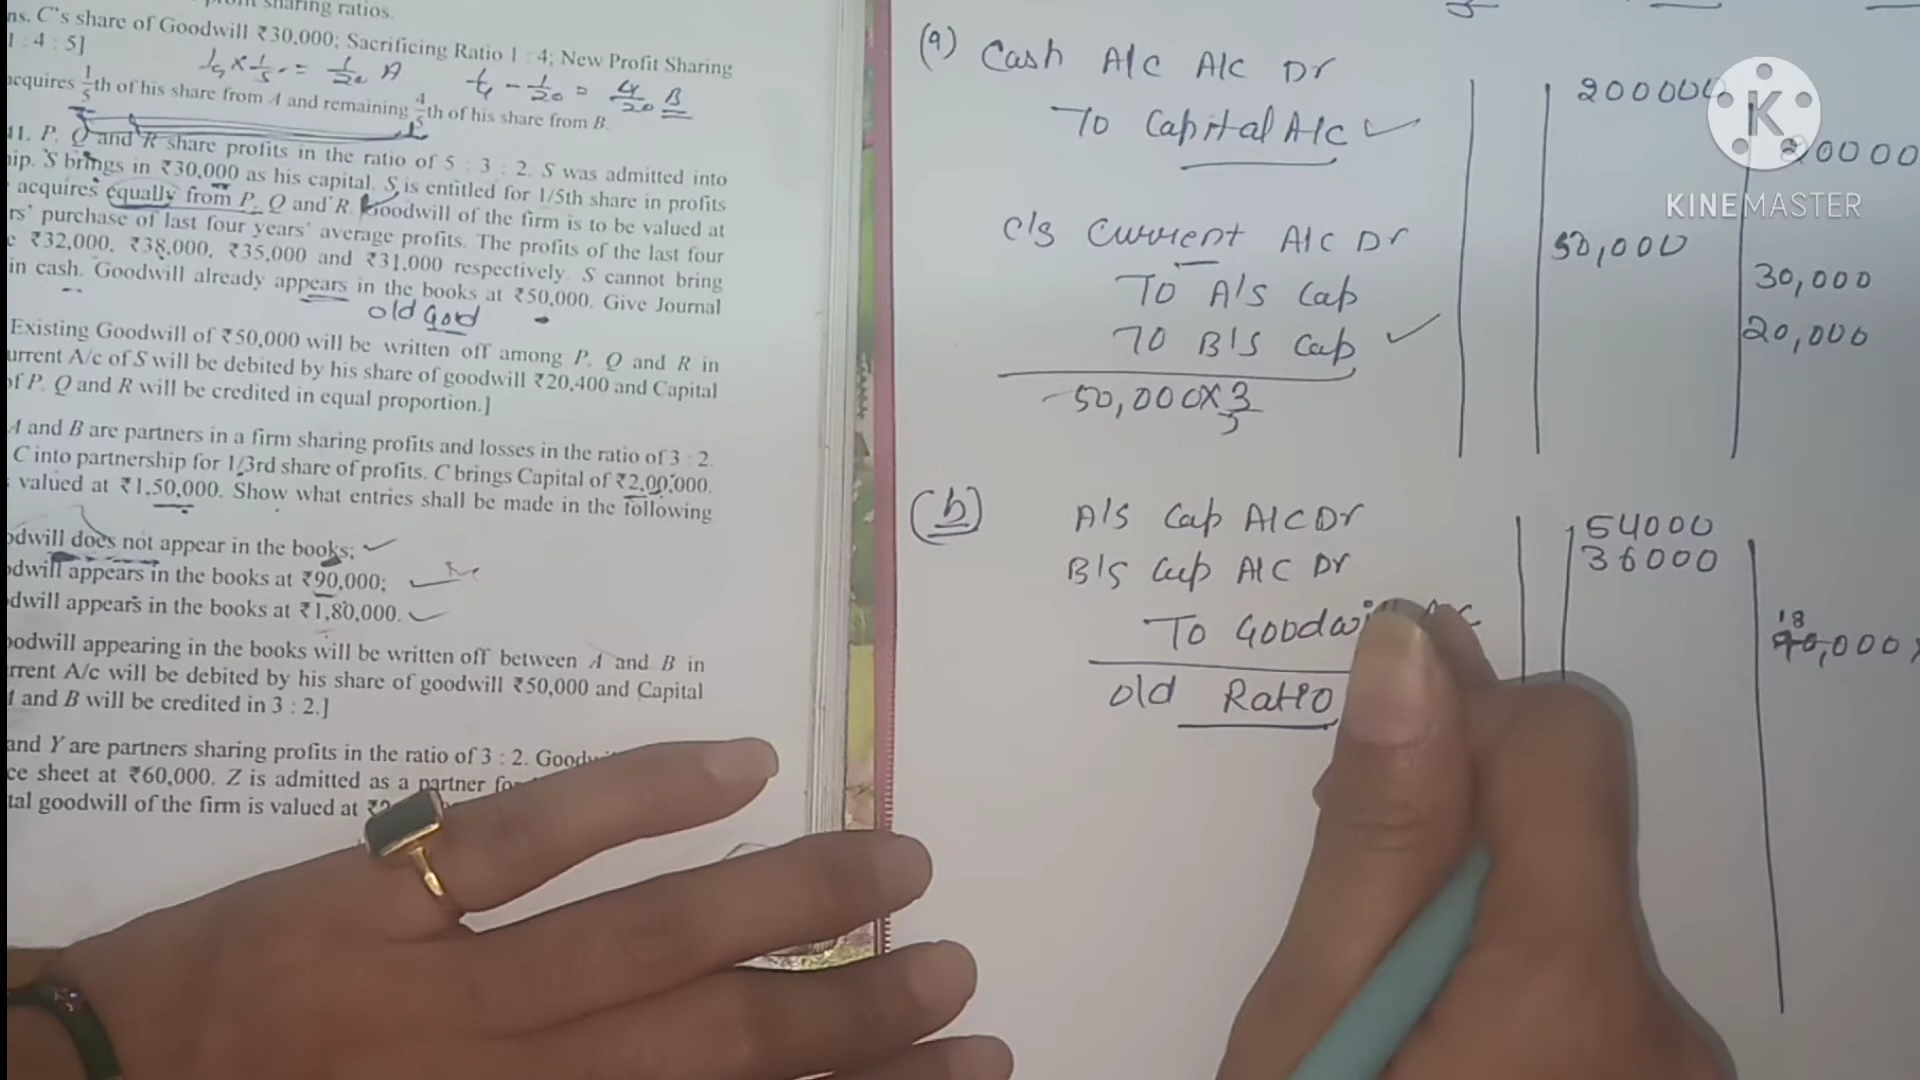 sharing ratios.
ns. C's share of Goodwill ₹30,000; Sacrificing Ratio 1 : 4; New Profit Sharing
1 : 4 : 5]
1/20 A
- 1/20 = 4/20 B
acquires 1/5th of his share from A and remaining 4/5th of his share from B.
41. P, Q and R share profits in the ratio of 5 : 3 : 2. S was admitted into
ip. S brings in ₹30,000 as his capital. S is entitled for 1/5th share in profits
acquires equally from P, Q and R. Goodwill of the firm is to be valued at
rs' purchase of last four years' average profits. The profits of the last four
e ₹32,000, ₹38,000, ₹35,000 and ₹31,000 respectively. S cannot bring
in cash. Goodwill already appears in the books at ₹50,000. Give Journal
old God
Existing Goodwill of ₹50,000 will be written off among P, Q and R in
urrent A/c of S will be debited by his share of goodwill ₹20,400 and Capital
of P, Q and R will be credited in equal proportion.]
A and B are partners in a firm sharing profits and losses in the ratio of 3 : 2.
C into partnership for 1/3rd share of profits. C brings Capital of ₹2,00,000.
valued at ₹1,50,000. Show what entries shall be made in the following
odwill does not appear in the books;
odwill appears in the books at ₹90,000;
dwill appears in the books at ₹1,80,000.
oodwill appearing in the books will be written off between A and B in
rrent A/c will be debited by his share of goodwill ₹50,000 and Capital
A and B will be credited in 3 : 2.]
and Y are partners sharing profits in the ratio of 3 : 2.
ce sheet at ₹60,000. Z is admitted as a partner
tal goodwill of the firm is valued at
(a) Cash A/C A/C Dr 200000
To Capital A/C
C's Current A/C Dr 50,000
To A's Cap 30,000
To B's Cap 20,000
50,000 × 3/5
(b) A's Cap A/C Dr 54000
B's Cap A/C Dr 36000
To
18
90,000
old Ratio
K
KINEMASTER